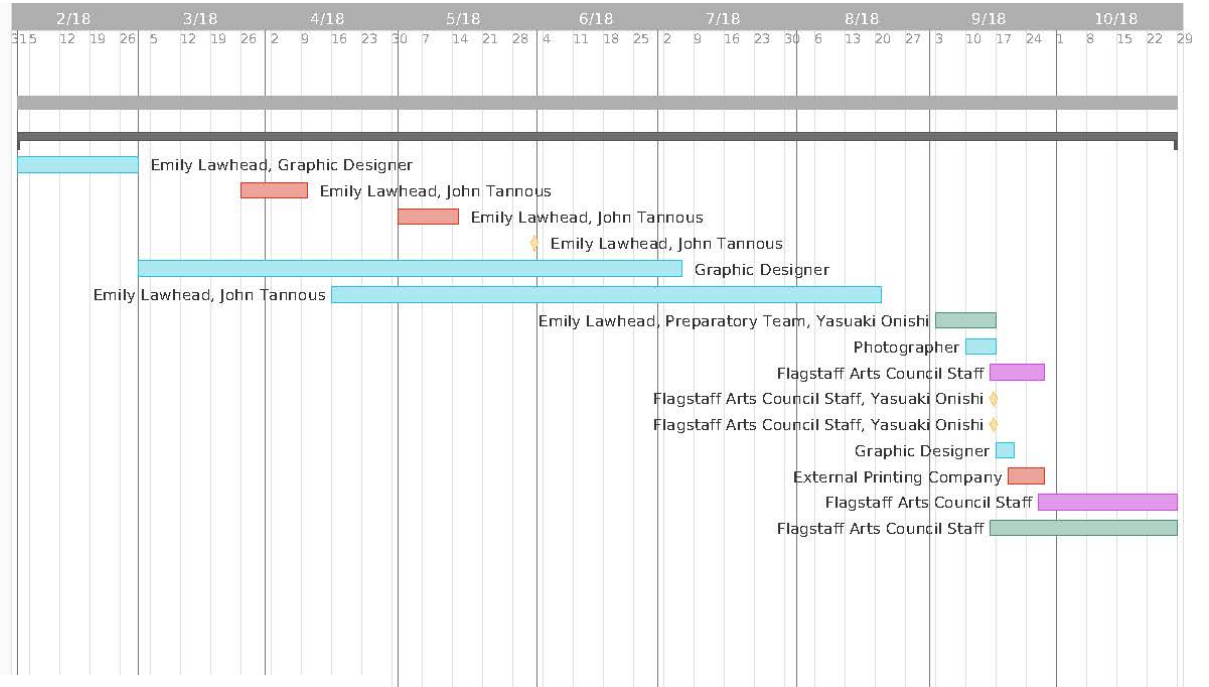 2/18 3/18 4/18 5/18 6/18 7/18 8/18 9/18 10/18
31 5 12 19 26 5 12 19 26 2 9 16 23 30 7 14 21 28 4 11 18 25 2 9 16 23 30 6 13 20 27 3 10 17 24 1 8 15 22 29
Emily Lawhead, Graphic Designer
Emily Lawhead, John Tannous
Emily Lawhead, John Tannous
Emily Lawhead, John Tannous
Graphic Designer
Emily Lawhead, John Tannous
Emily Lawhead, Preparatory Team, Yasuaki Onishi
Photographer
Flagstaff Arts Council Staff
Flagstaff Arts Council Staff, Yasuaki Onishi
Flagstaff Arts Council Staff, Yasuaki Onishi
Graphic Designer
External Printing Company
Flagstaff Arts Council Staff
Flagstaff Arts Council Staff